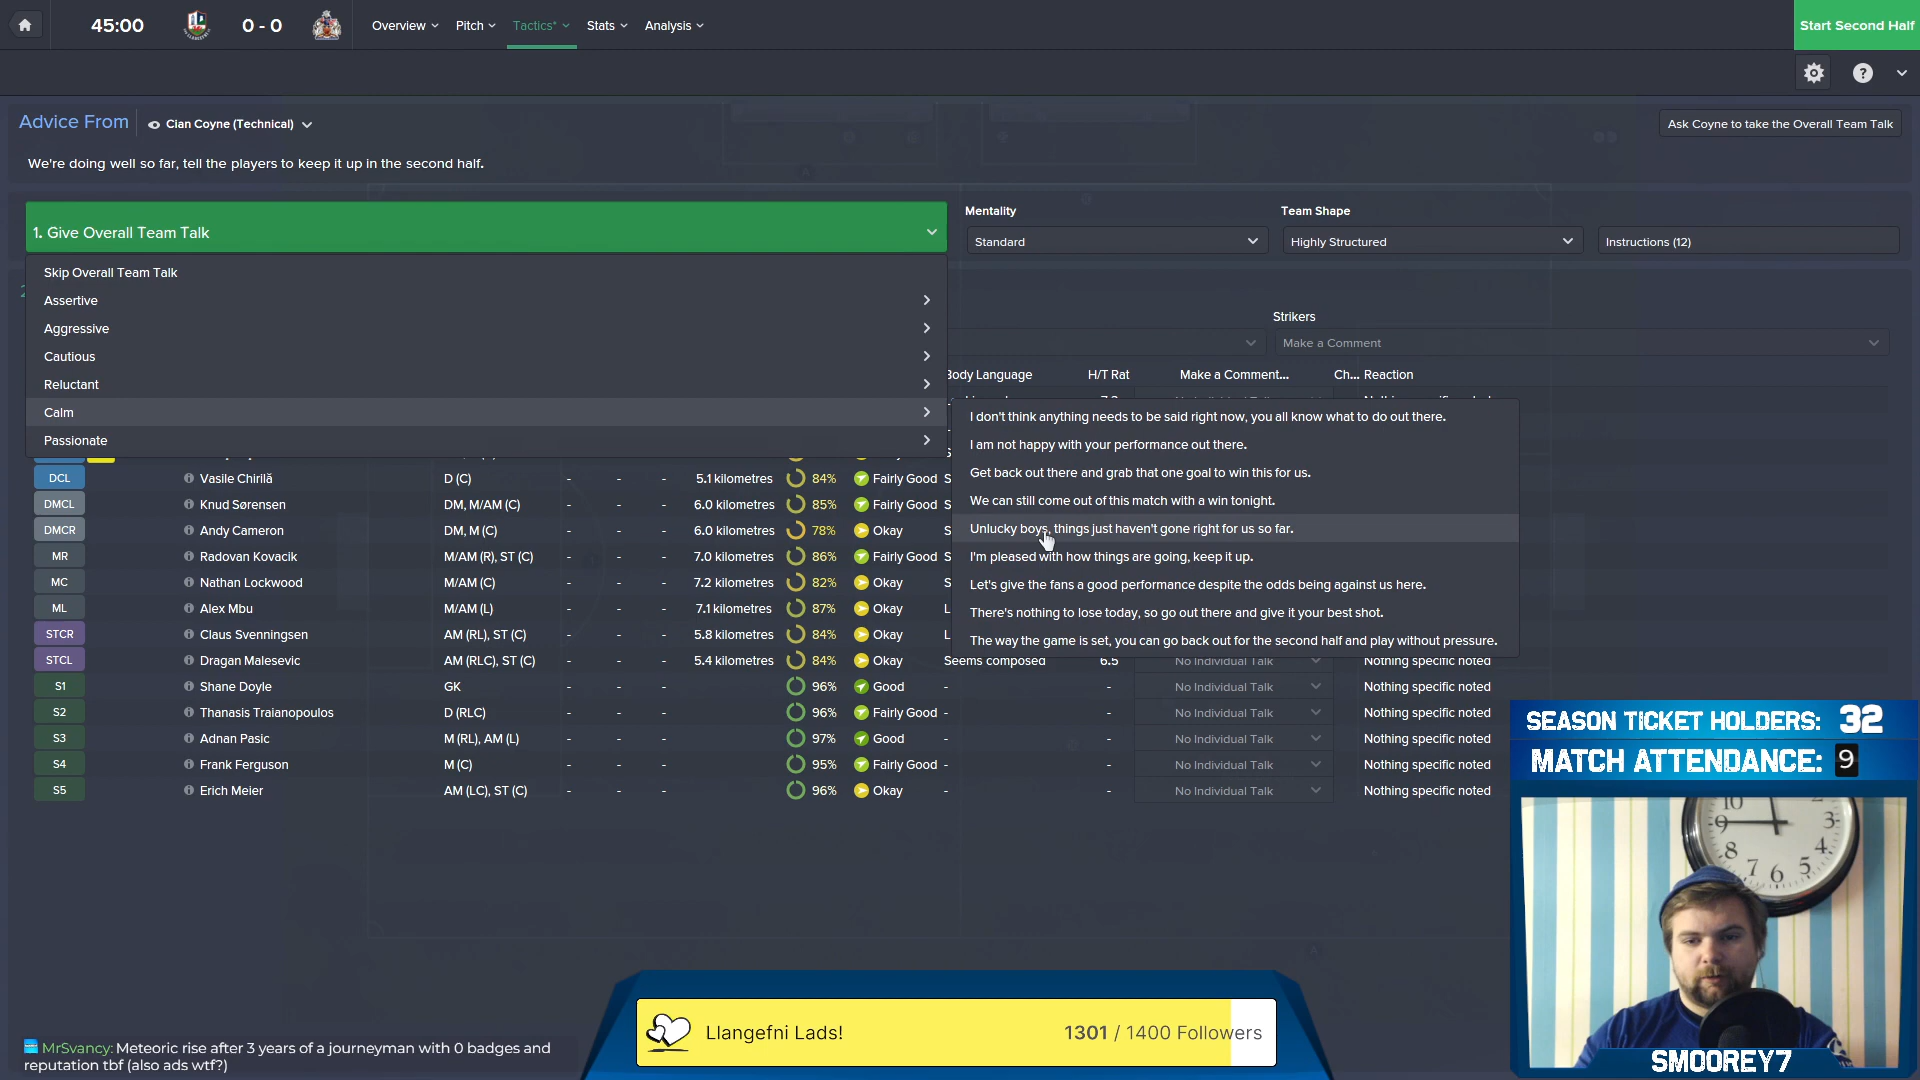 45:00
0 - 0
Overview
Pitch
Tactics*
Stats
Analysis
Start Second Half
?
Advice From
Cian Coyne (Technical)
Ask Coyne to take the Overall Team Talk
We're doing well so far, tell the players to keep it up in the second half.
1. Give Overall Team Talk
Mentality
Standard
Team Shape
Highly Structured
Instructions (12)
Skip Overall Team Talk
Assertive
Aggressive
Cautious
Reluctant
Calm
Passionate
Strikers
Make a Comment
Body Language H/T Rat Make a Comment... Ch... Reaction
I don't think anything needs to be said right now, you all know what to do out there.
I am not happy with your performance out there.
Get back out there and grab that one goal to win this for us.
We can still come out of this match with a win tonight.
Unlucky boys, things just haven't gone right for us so far.
I'm pleased with how things are going, keep it up.
Let's give the fans a good performance despite the odds being against us here.
There's nothing to lose today, so go out there and give it your best shot.
The way the game is set, you can go back out for the second half and play without pressure.
DCL Vasile Chirilă D (C) - - - 5.1 kilometres 84% Fairly Good S
DMCL Knud Sørensen DM, M/AM (C) - - - 6.0 kilometres 85% Fairly Good S
DMCR Andy Cameron DM, M (C) - - - 6.0 kilometres 78% Okay S
MR Radovan Kovacik M/AM (R), ST (C) - - - 7.0 kilometres 86% Fairly Good S
MC Nathan Lockwood M/AM (C) - - - 7.2 kilometres 82% Okay S
ML Alex Mbu M/AM (L) - - - 7.1 kilometres 87% Okay L
STCR Claus Svenningsen AM (RL), ST (C) - - - 5.8 kilometres 84% Okay L
STCL Dragan Malesevic AM (RLC), ST (C) - - - 5.4 kilometres 84% Okay Seems composed 6.5 No Individual Talk Nothing specific noted
S1 Shane Doyle GK - - - 96% Good - - No Individual Talk Nothing specific noted
S2 Thanasis Traianopoulos D (RLC) - - - 96% Fairly Good - - No Individual Talk Nothing specific noted
S3 Adnan Pasic M (RL), AM (L) - - - 97% Good - - No Individual Talk Nothing specific noted
S4 Frank Ferguson M (C) - - - 95% Fairly Good - - No Individual Talk Nothing specific noted
S5 Erich Meier AM (LC), ST (C) - - - 96% Okay - - No Individual Talk Nothing specific noted
SEASON TICKET HOLDERS: 32
MATCH ATTENDANCE: 9
10
9 3
8 4
7 6 5
SMOOREY7
Llangefni Lads!
1301 / 1400 Followers
MrSvancy: Meteoric rise after 3 years of a journeyman with 0 badges and
reputation tbf (also ads wtf?)